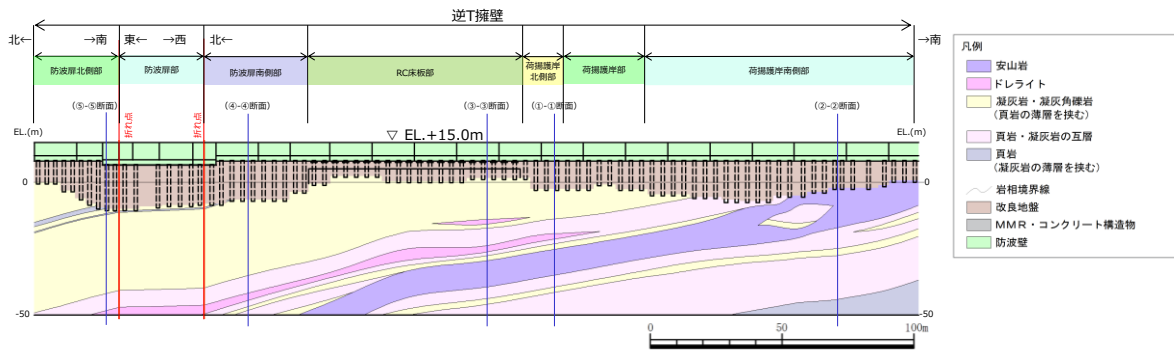 逆T擁壁
北← →南 東← →西 北← →南
防波扉北側部 防波扉部 防波扉南側部 RC床板部 荷揚護岸 北側部 荷揚護岸部 荷揚護岸南側部
(⑤-⑤断面) (④-④断面) (③-③断面) (①-①断面) (②-②断面)
折れ点 折れ点
EL.(m) ▽ EL.+15.0m EL.(m)
0 0
-50 -50
0 50 100m
凡例
安山岩
ドレライト
凝灰岩・凝灰角礫岩
(頁岩の薄層を挟む)
頁岩・凝灰岩の互層
頁岩
(凝灰岩の薄層を挟む)
岩相境界線
改良地盤
MMR・コンクリート構造物
防波壁